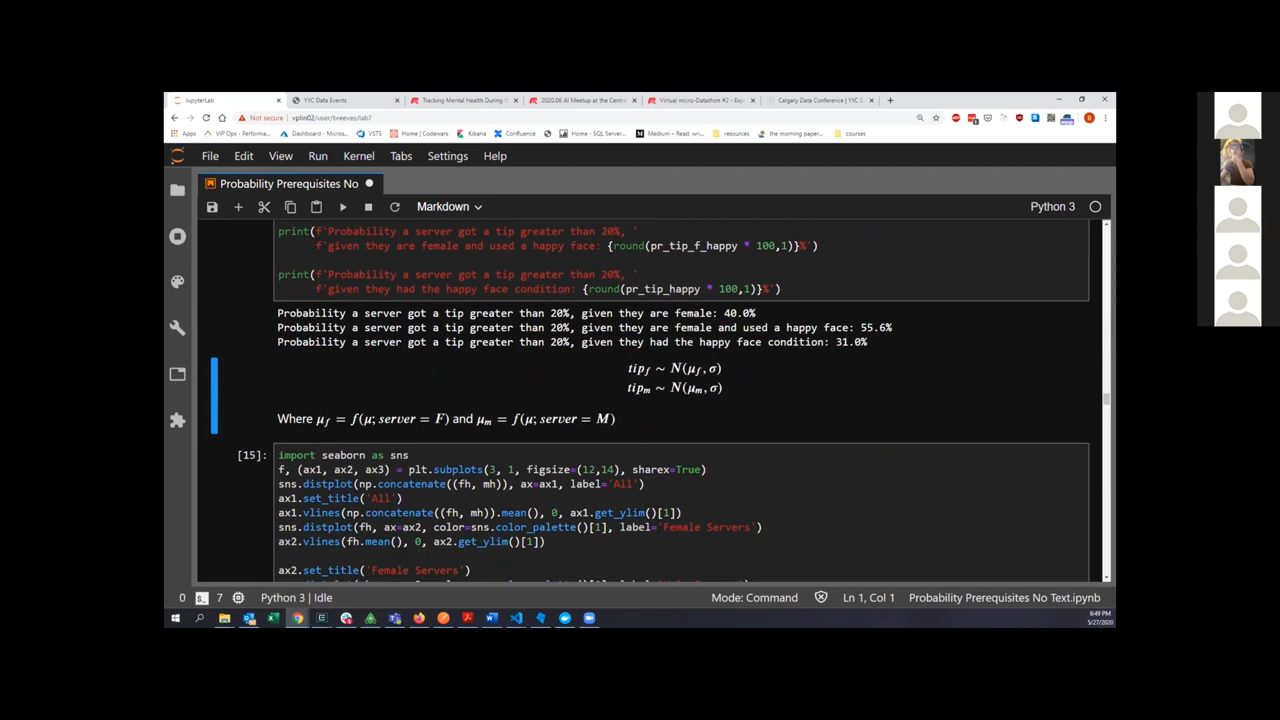 JupyterLab
YYC Data Events
Tracking Mental Health During th
2020.06 AI Meetup at the Centre
Virtual micro-Datathon #2 - Exp
Calgary Data Conference | YYC D
Not secure vplin02/user/breeves/lab?
Apps VIP Ops - Performa... Dashboard - Micros... VSTS Home | Codewars Kibana Confluence Home - SQL Server... Medium – Read, wri... resources the morning paper... courses
File Edit View Run Kernel Tabs Settings Help
Probability Prerequisites No
Markdown Python 3
print(f'Probability a server got a tip greater than 20%, '
f'given they are female and used a happy face: {round(pr_tip_f_happy * 100,1)}%')
print(f'Probability a server got a tip greater than 20%, '
f'given they had the happy face condition: {round(pr_tip_happy * 100,1)}%')
Probability a server got a tip greater than 20%, given they are female: 40.0%
Probability a server got a tip greater than 20%, given they are female and used a happy face: 55.6%
Probability a server got a tip greater than 20%, given they had the happy face condition: 31.0%
tip_f ~ N(μ_f, σ)
tip_m ~ N(μ_m, σ)
Where μ_f = f(μ; server = F) and μ_m = f(μ; server = M)
[15]: import seaborn as sns
f, (ax1, ax2, ax3) = plt.subplots(3, 1, figsize=(12,14), sharex=True)
sns.distplot(np.concatenate((fh, mh)), ax=ax1, label='All')
ax1.set_title('All')
ax1.vlines(np.concatenate((fh, mh)).mean(), 0, ax1.get_ylim()[1])
sns.distplot(fh, ax=ax2, color=sns.color_palette()[1], label='Female Servers')
ax2.vlines(fh.mean(), 0, ax2.get_ylim()[1])
ax2.set_title('Female Servers')
0 7 Python 3 | Idle Mode: Command Ln 1, Col 1 Probability Prerequisites No Text.ipynb
6:49 PM
5/27/2020